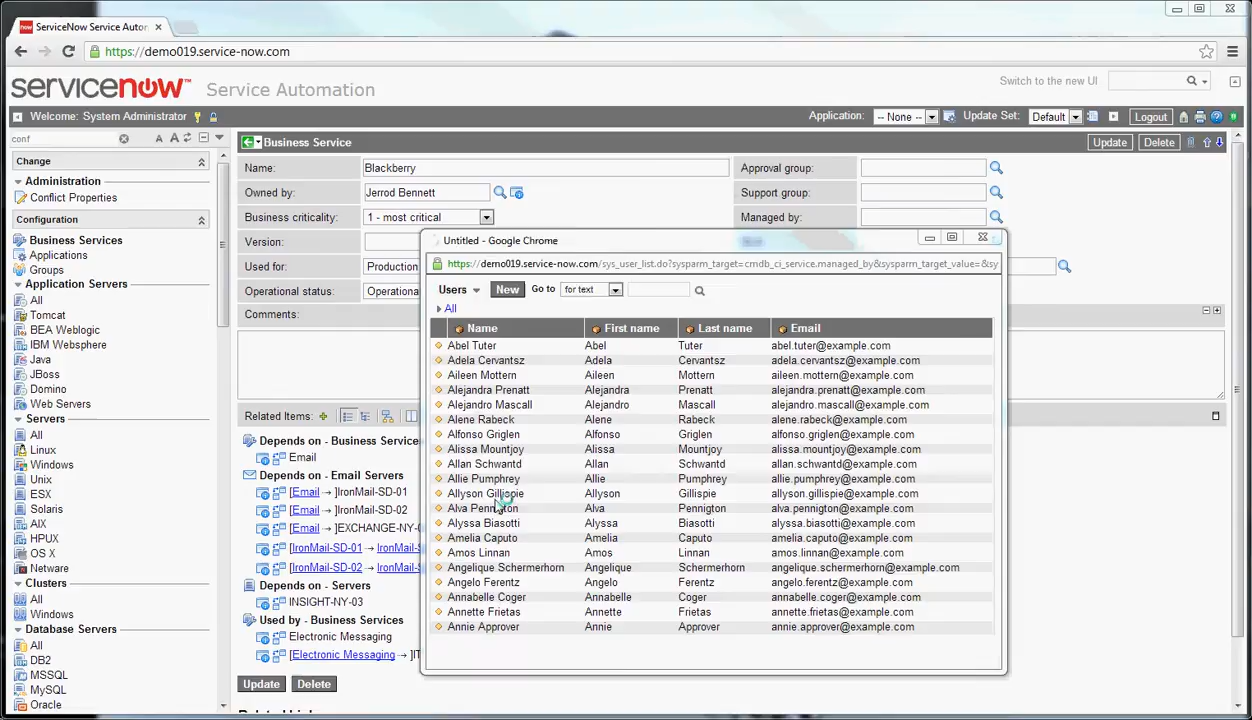 ServiceNow Service Autor
https://demo019.service-now.com
servicenow™ Service Automation
Switch to the new UI
Welcome: System Administrator
Application: -- None -- Update Set: Default Logout
conf
Business Service
Update Delete
Change
Administration
Conflict Properties
Configuration
Business Services
Applications
Groups
Application Servers
All
Tomcat
BEA Weblogic
IBM Websphere
Java
JBoss
Domino
Web Servers
Servers
All
Linux
Windows
Unix
ESX
Solaris
AIX
HPUX
OS X
Netware
Clusters
All
Windows
Database Servers
All
DB2
MSSQL
MySQL
Oracle
Name: Blackberry
Approval group:
Owned by: Jerrod Bennett
Support group:
Business criticality: 1 - most critical
Managed by:
Version:
Used for: Production
Operational status: Operationa
Comments:
Related Items:
Depends on - Business Service
Email
Depends on - Email Servers
[Email → ]IronMail-SD-01
[Email → ]IronMail-SD-02
[Email → ]EXCHANGE-NY-
[IronMail-SD-01 → IronM
[IronMail-SD-02 → IronM
Depends on - Servers
INSIGHT-NY-03
Used by - Business Services
Electronic Messaging
[Electronic Messaging → ]IT
Update Delete
Untitled - Google Chrome
https://demo019.service-now.com/sys_user_list.do?sysparm_target=cmdb_ci_service.managed_by&sysparm_target_value=&sy
Users New Go to for text
All
Name First name Last name Email
Abel Tuter Abel Tuter abel.tuter@example.com
Adela Cervantsz Adela Cervantsz adela.cervantsz@example.com
Aileen Mottern Aileen Mottern aileen.mottern@example.com
Alejandra Prenatt Alejandra Prenatt alejandra.prenatt@example.com
Alejandro Mascall Alejandro Mascall alejandro.mascall@example.com
Alene Rabeck Alene Rabeck alene.rabeck@example.com
Alfonso Griglen Alfonso Griglen alfonso.griglen@example.com
Alissa Mountjoy Alissa Mountjoy alissa.mountjoy@example.com
Allan Schwantd Allan Schwantd allan.schwantd@example.com
Allie Pumphrey Allie Pumphrey allie.pumphrey@example.com
Allyson Gillispie Allyson Gillispie allyson.gillispie@example.com
Alva Pennigton Alva Pennigton alva.pennigton@example.com
Alyssa Biasotti Alyssa Biasotti alyssa.biasotti@example.com
Amelia Caputo Amelia Caputo amelia.caputo@example.com
Amos Linnan Amos Linnan amos.linnan@example.com
Angelique Schermerhorn Angelique Schermerhorn angelique.schermerhorn@example.com
Angelo Ferentz Angelo Ferentz angelo.ferentz@example.com
Annabelle Coger Annabelle Coger annabelle.coger@example.com
Annette Frietas Annette Frietas annette.frietas@example.com
Annie Approver Annie Approver annie.approver@example.com